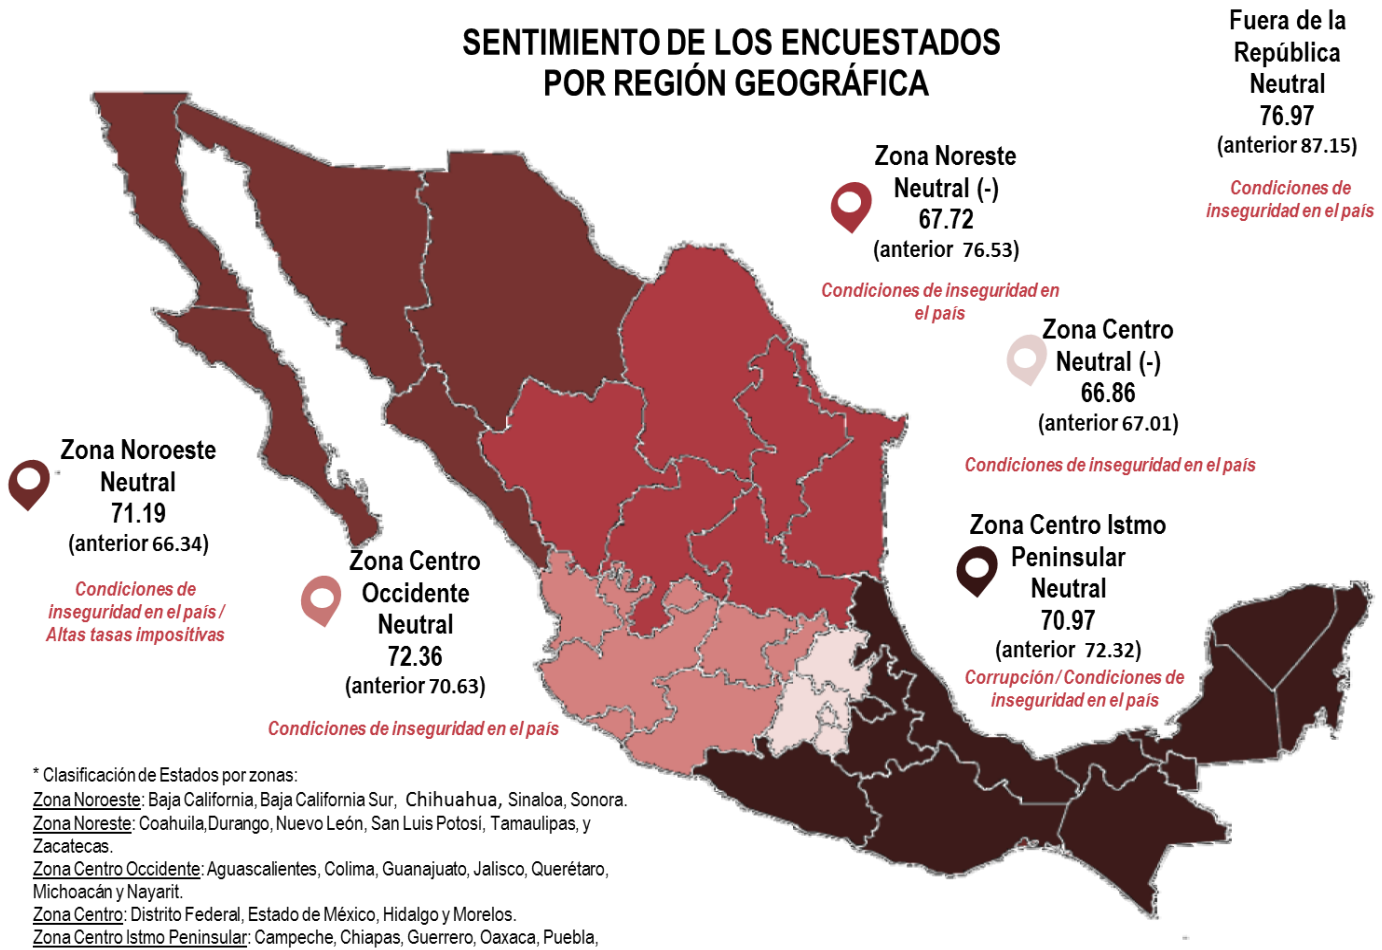 SENTIMIENTO DE LOS ENCUESTADOS
POR REGIÓN GEOGRÁFICA
Fuera de la
República
Neutral
76.97
(anterior 87.15)
Condiciones de
inseguridad en el país
Zona Noreste
Neutral (-)
67.72
(anterior 76.53)
Condiciones de inseguridad en
el país
Zona Centro
Neutral (-)
66.86
(anterior 67.01)
Condiciones de inseguridad en el país
Zona Noroeste
Neutral
71.19
(anterior 66.34)
Condiciones de
inseguridad en el país /
Altas tasas impositivas
Zona Centro
Occidente
Neutral
72.36
(anterior 70.63)
Condiciones de inseguridad en el país
Zona Centro Istmo
Peninsular
Neutral
70.97
(anterior 72.32)
Corrupción / Condiciones de
inseguridad en el país
* Clasificación de Estados por zonas:
Zona Noroeste: Baja California, Baja California Sur, Chihuahua, Sinaloa, Sonora.
Zona Noreste: Coahuila,Durango, Nuevo León, San Luis Potosí, Tamaulipas, y
Zacatecas.
Zona Centro Occidente: Aguascalientes, Colima, Guanajuato, Jalisco, Querétaro,
Michoacán y Nayarit.
Zona Centro: Distrito Federal, Estado de México, Hidalgo y Morelos.
Zona Centro Istmo Peninsular: Campeche, Chiapas, Guerrero, Oaxaca, Puebla,